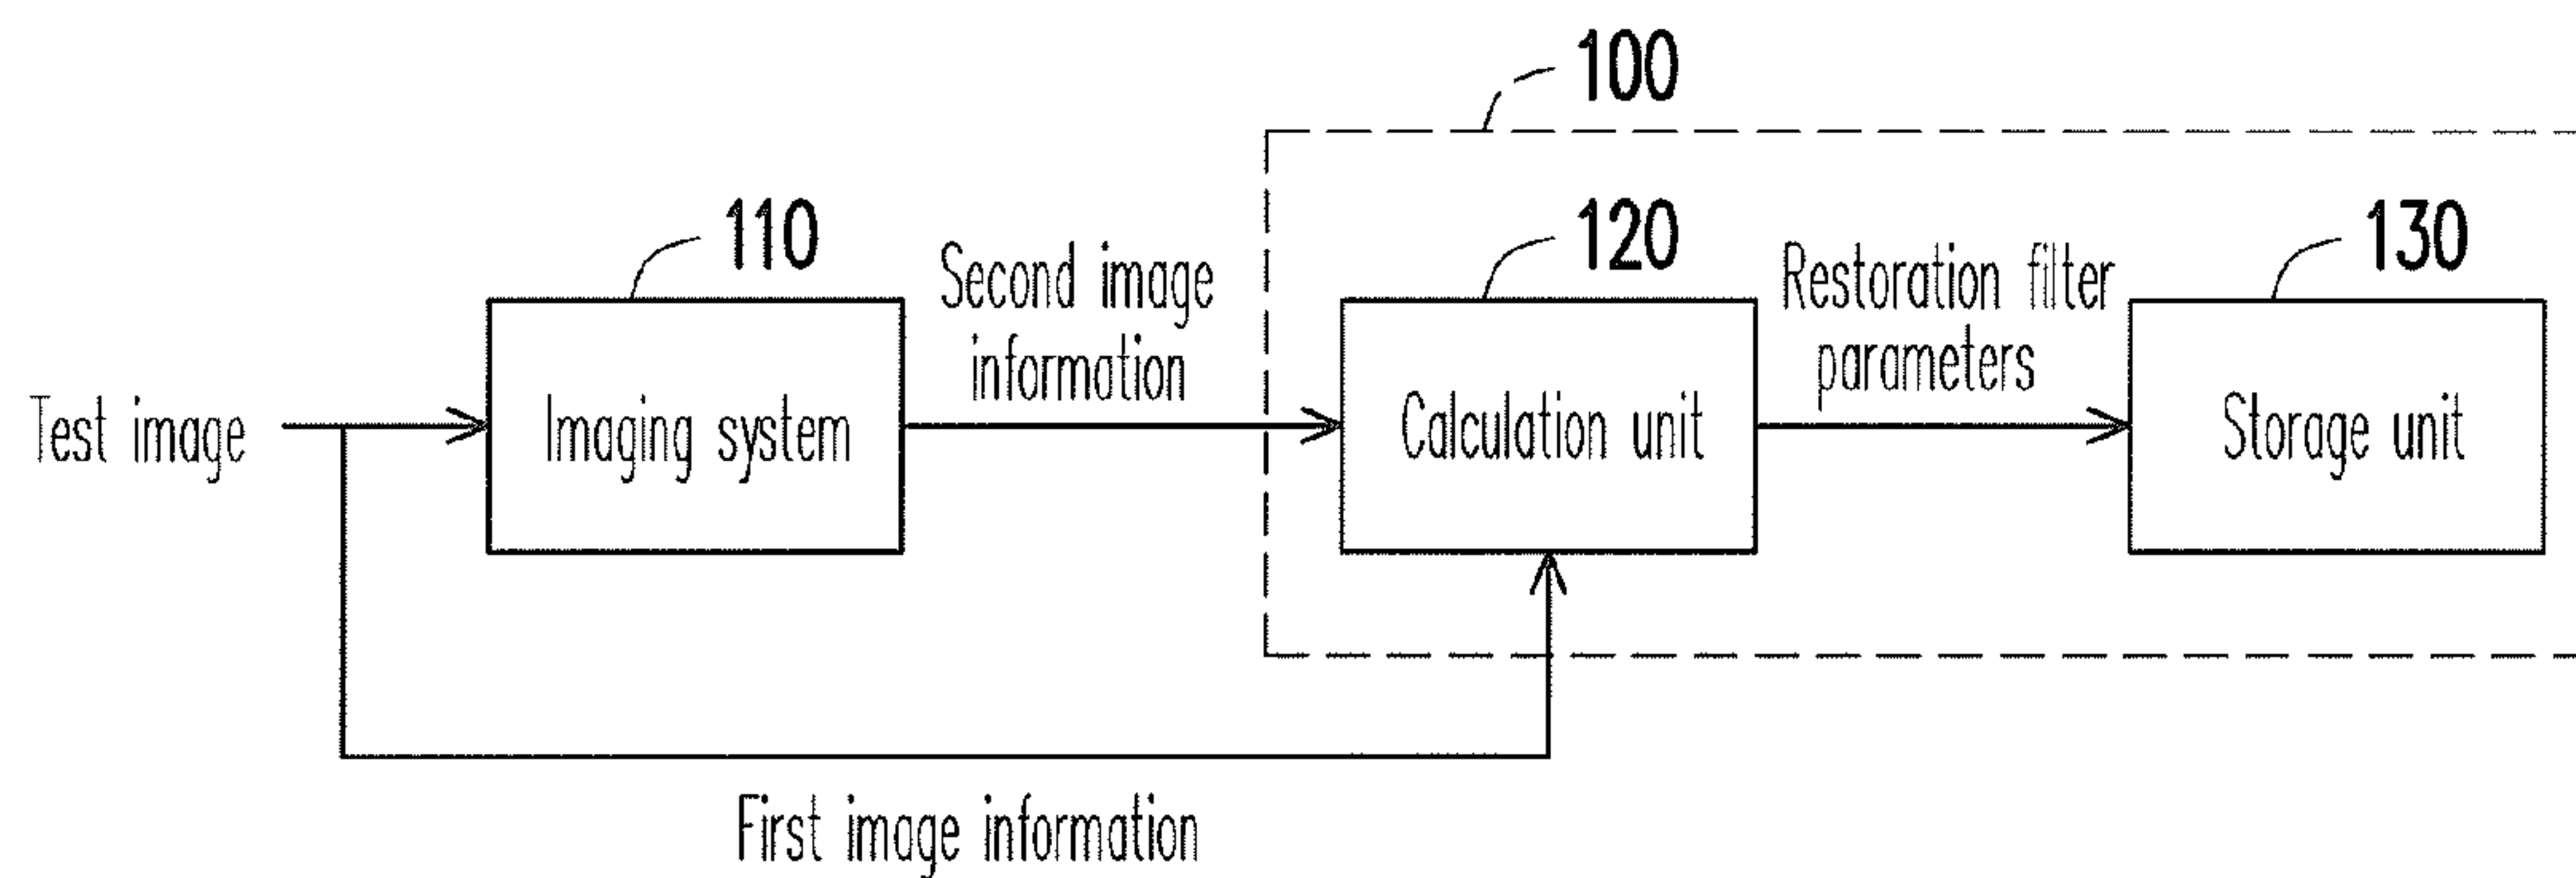 100
110
120
130
Second image
information
Restoration filter
parameters
Test image
Imaging system
Calculation unit
Storage unit
First image information